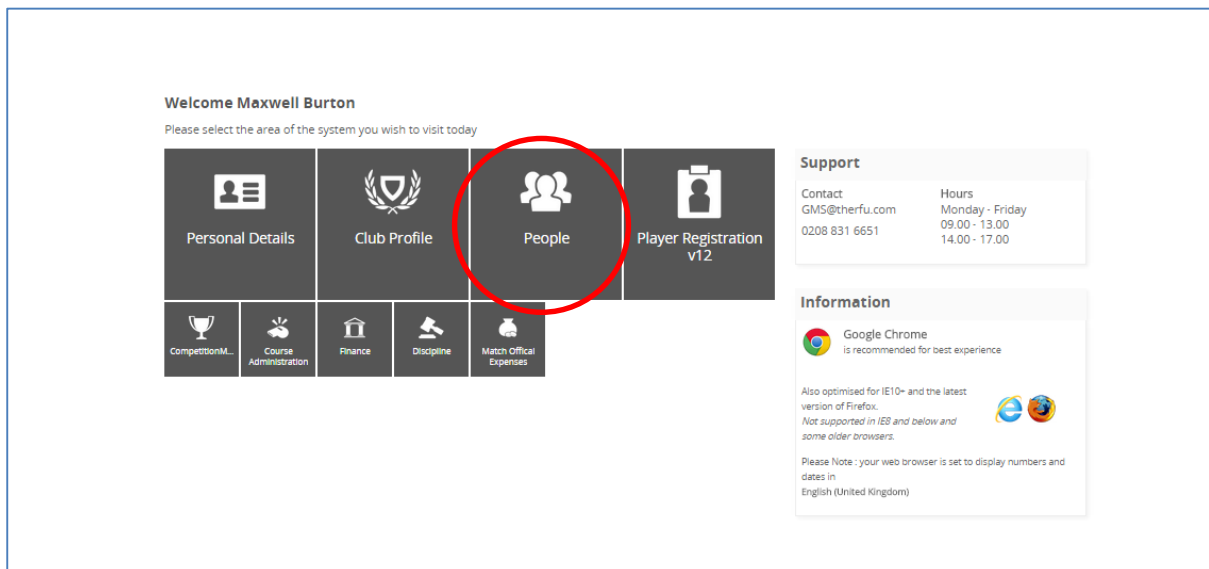 Welcome Maxwell Burton
Please select the area of the system you wish to visit today
Personal Details
Club Profile
People
Player Registration
v12
CompetitionM...
Course
Administration
Finance
Discipline
Match Offical
Expenses
Support
Contact
GMS@therfu.com
0208 831 6651
Hours
Monday - Friday
09.00 - 13.00
14.00 - 17.00
Information
Google Chrome
is recommended for best experience
Also optimised for IE10+ and the latest
version of Firefox.
Not supported in IE8 and below and
some older browsers.
Please Note : your web browser is set to display numbers and
dates in
English (United Kingdom)